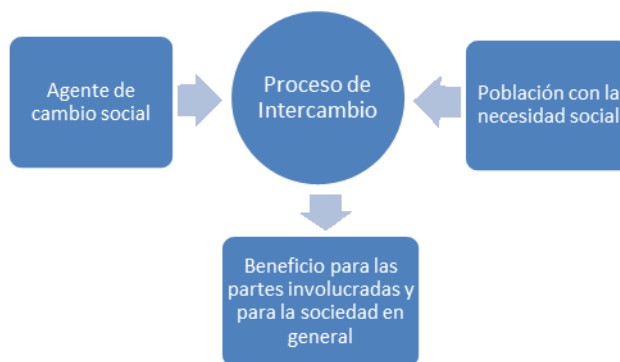 Agente de
cambio social
Proceso de
Intercambio
Población con la
necesidad social
Beneficio para las
partes involucradas y
para la sociedad en
general